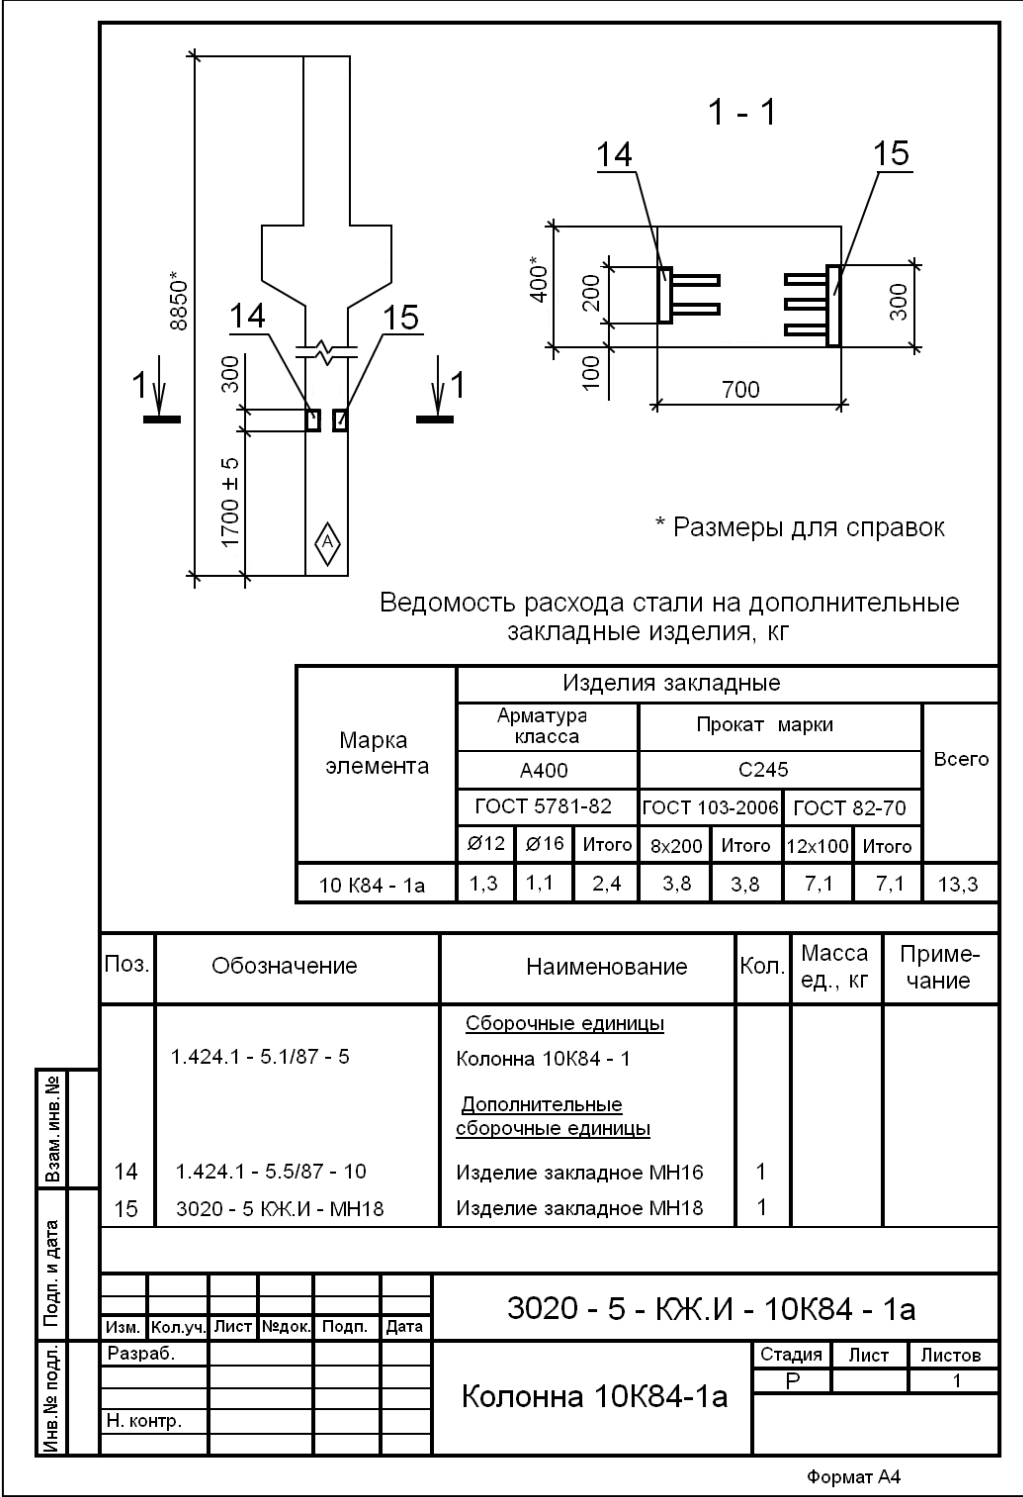 1 - 1
14
15
8850*
400*
200
300
100
700
14
15
300
1
1
1700 ± 5
А
* Размеры для справок
Ведомость расхода стали на дополнительные
закладные изделия, кг
Марка
элемента
Изделия закладные
Арматура
класса
Прокат марки
Всего
А400
С245
ГОСТ 5781-82
ГОСТ 103-2006
ГОСТ 82-70
Ø12
Ø16
Итого
8х200
Итого
12х100
Итого
10 К84 - 1а
1,3
1,1
2,4
3,8
3,8
7,1
7,1
13,3
Поз.
Обозначение
Наименование
Кол.
Масса
ед., кг
Приме-
чание
Сборочные единицы
1.424.1 - 5.1/87 - 5
Колонна 10К84 - 1
Дополнительные
сборочные единицы
14
1.424.1 - 5.5/87 - 10
Изделие закладное МН16
1
15
3020 - 5 КЖ.И - МН18
Изделие закладное МН18
1
Взам. инв.№
Подп. и дата
Инв.№ подл.
3020 - 5 - КЖ.И - 10К84 - 1а
Изм.
Кол.уч.
Лист
№док.
Подп.
Дата
Разраб.
Н. контр.
Колонна 10К84-1а
Стадия
Лист
Листов
Р
1
Формат А4